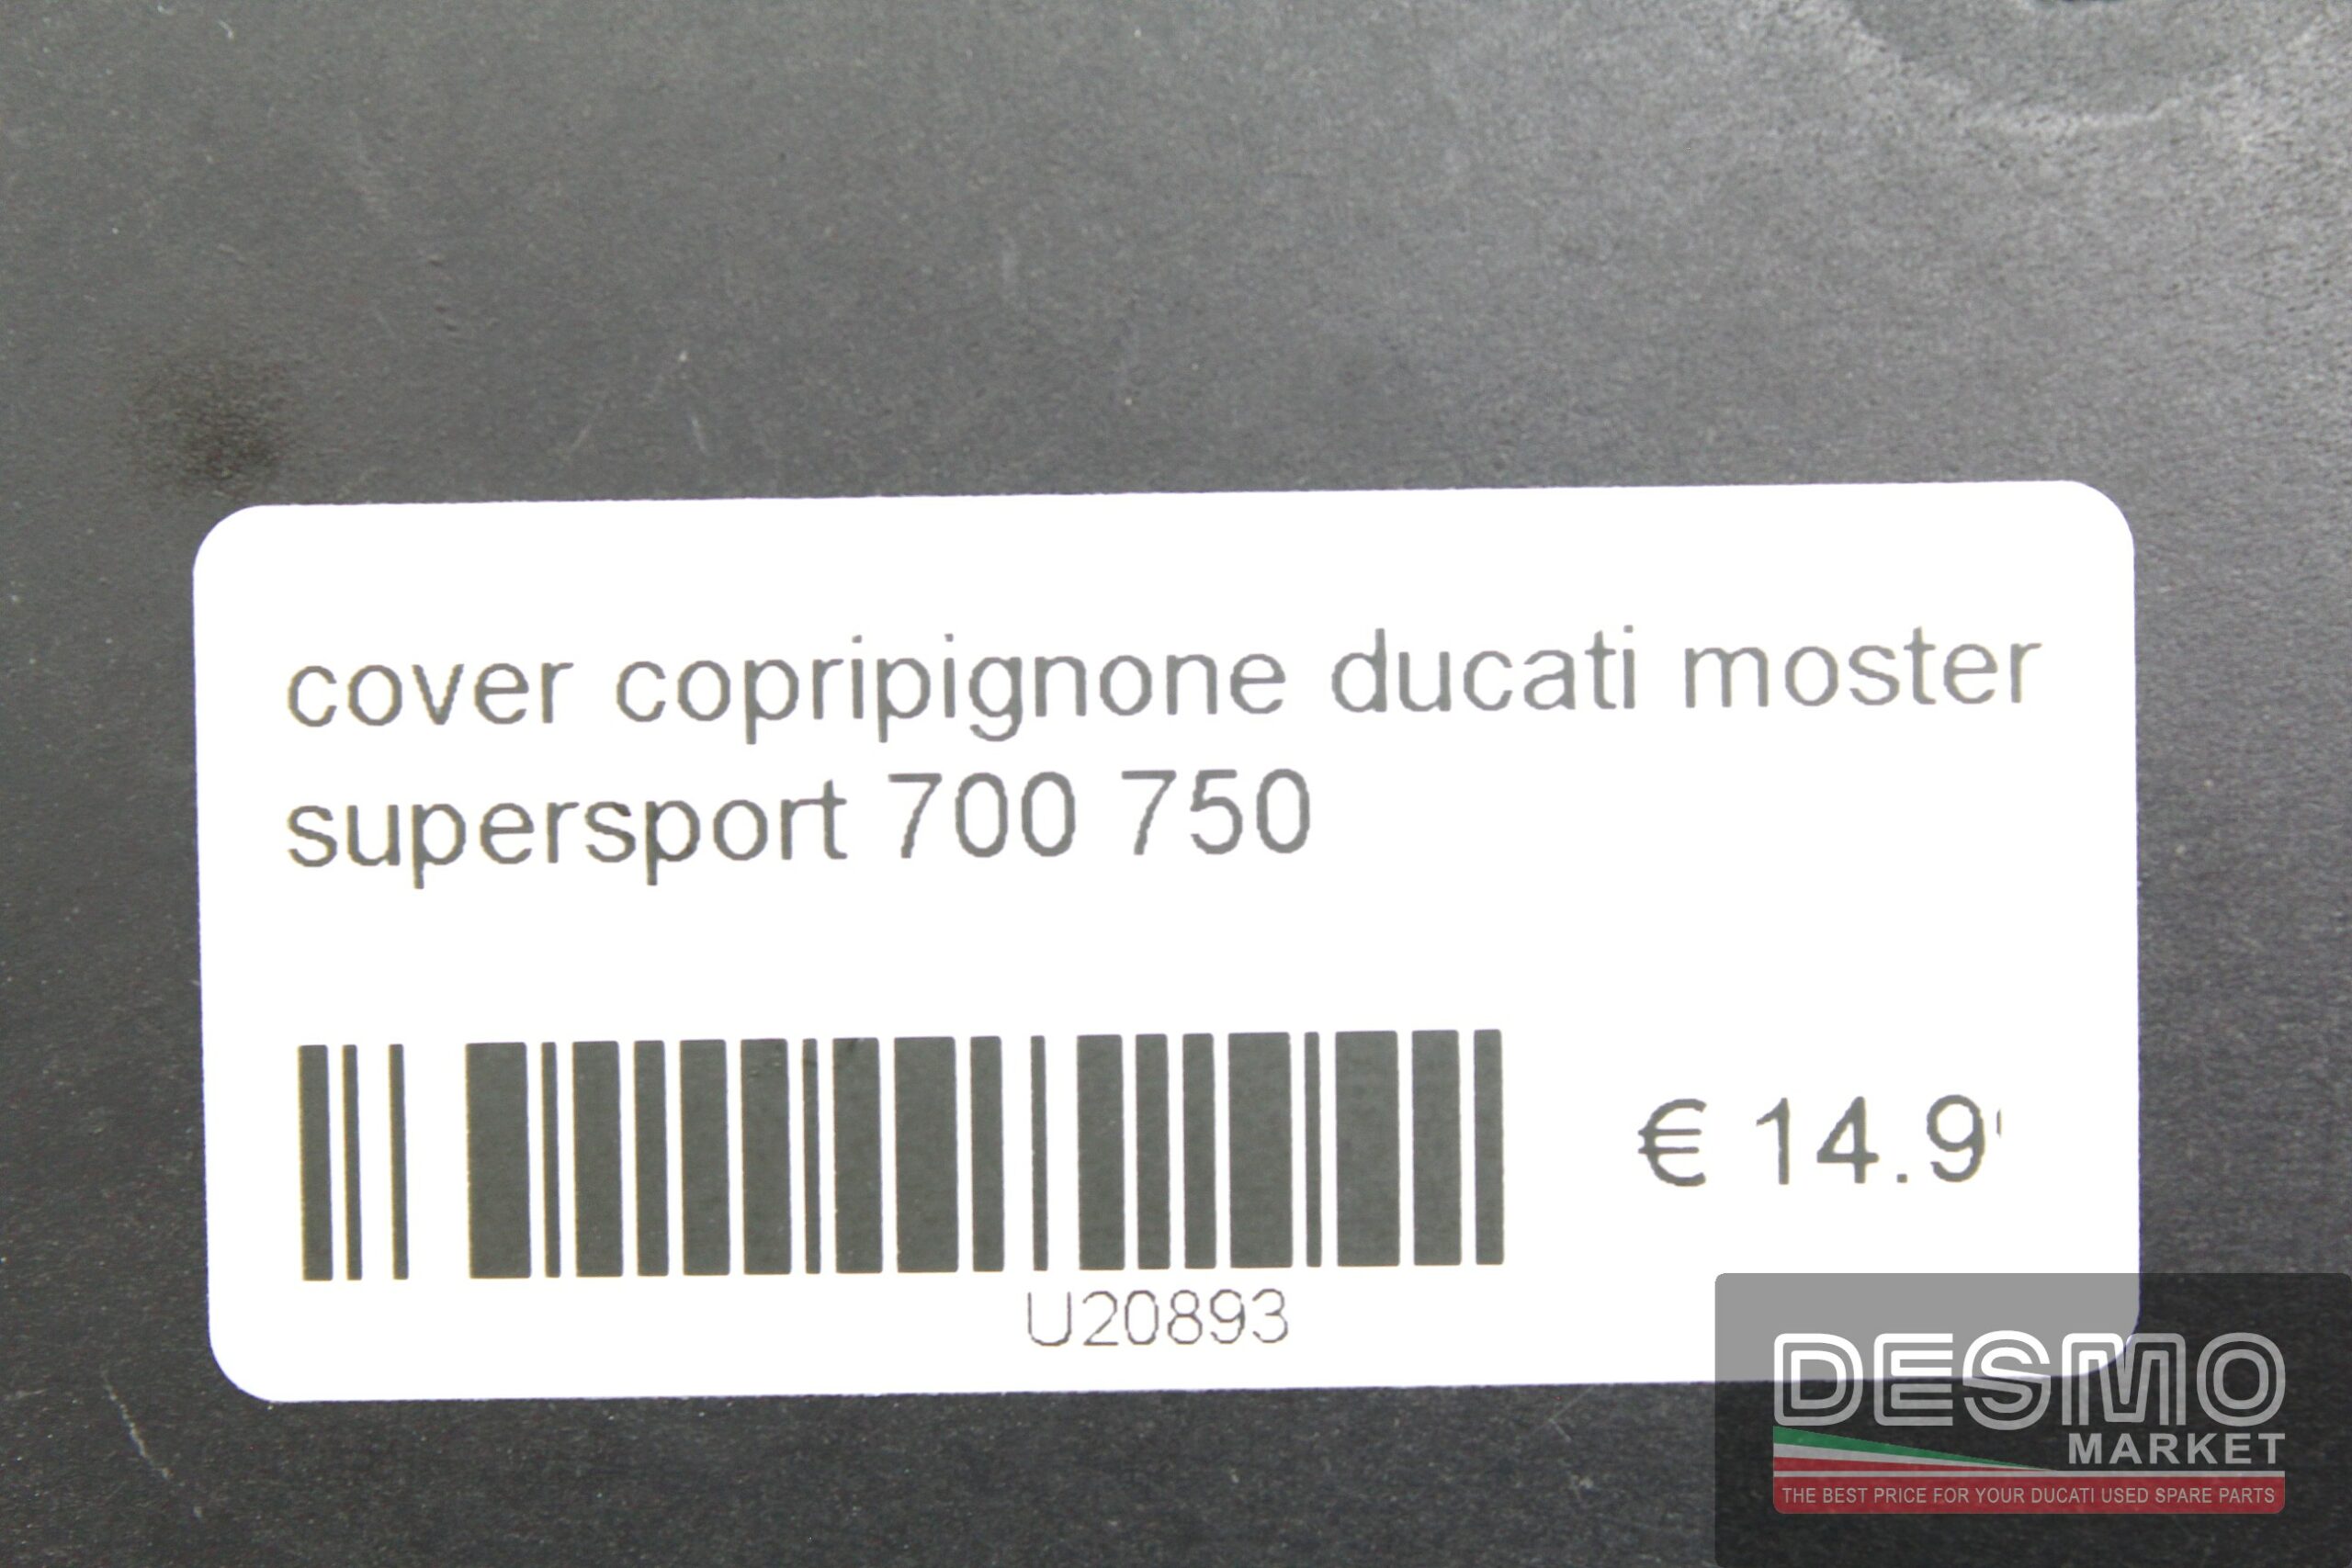 cover copripignone ducati moster
supersport 700 750
€ 14.9
U20893
DESMO
MARKET
THE BEST PRICE FOR YOUR DUCATI USED SPARE PARTS